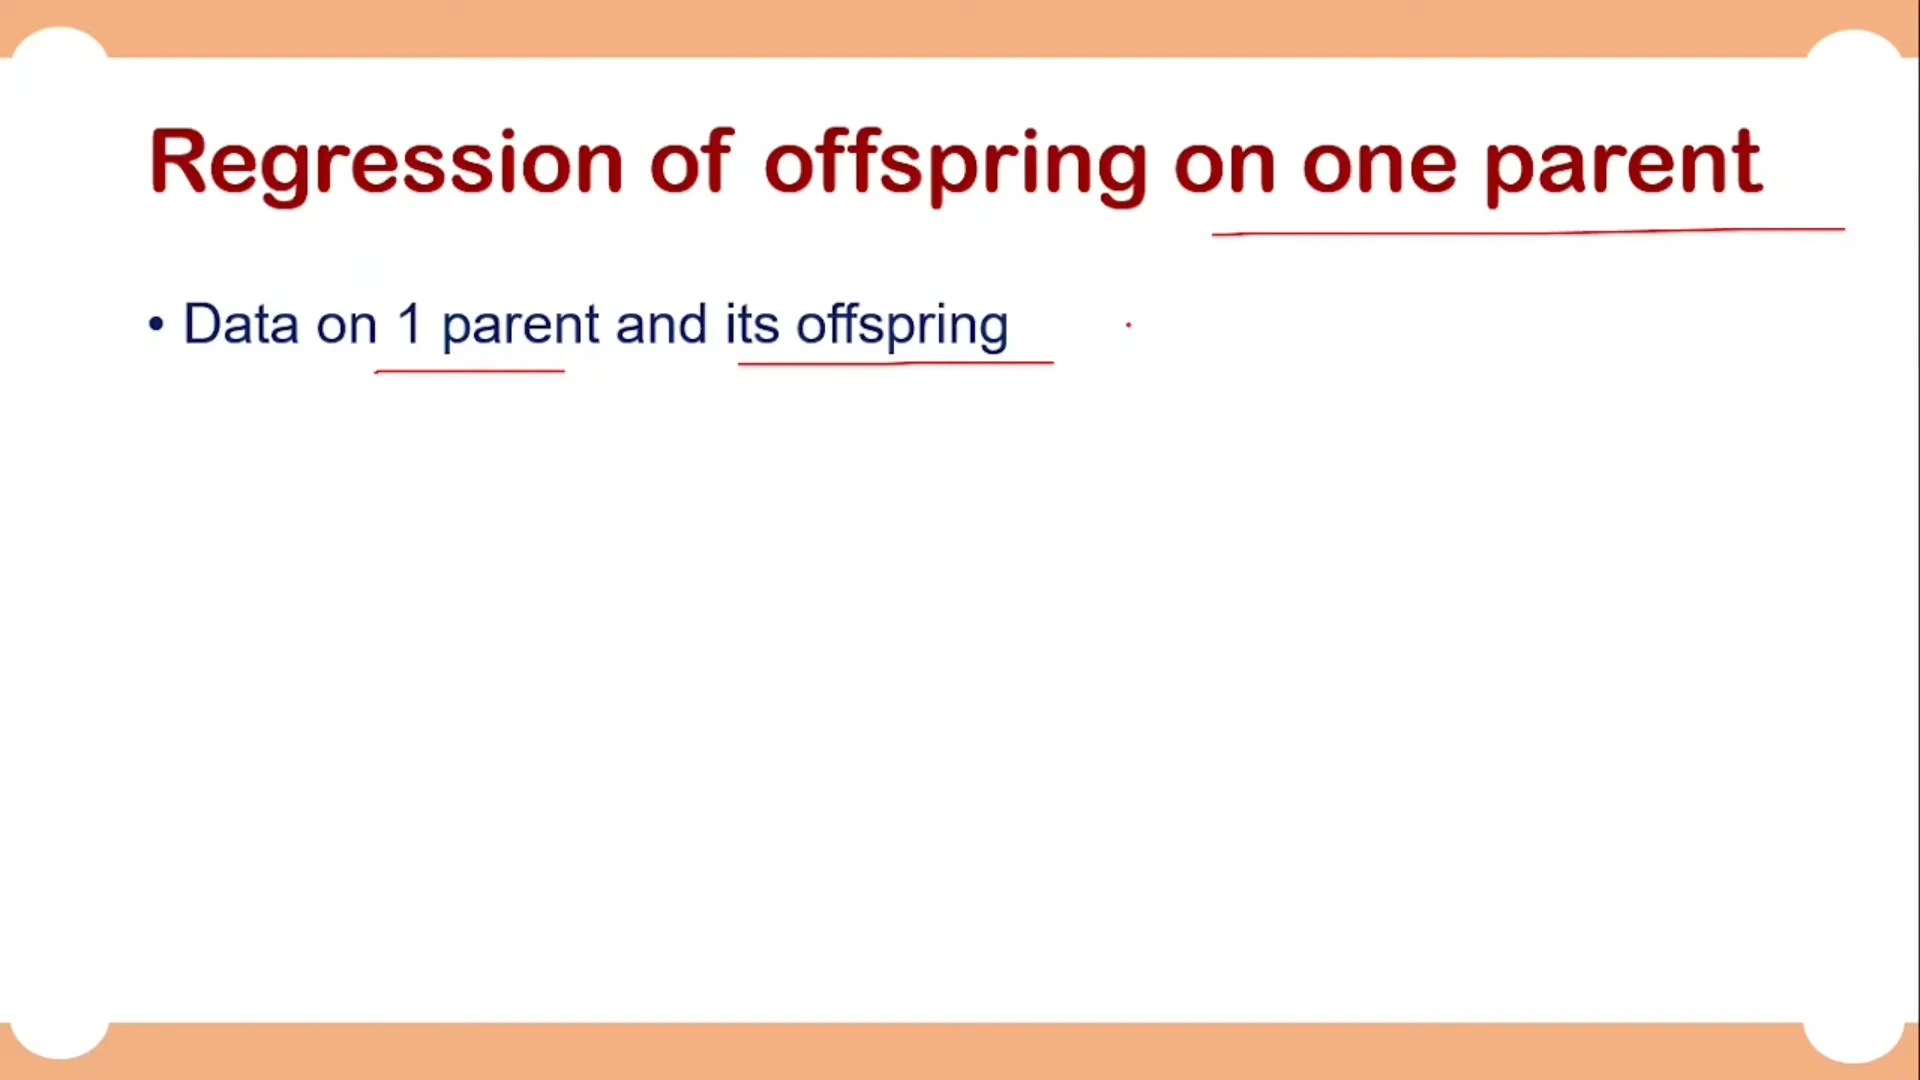 Regression of offspring on one parent
• Data on 1 parent and its offspring